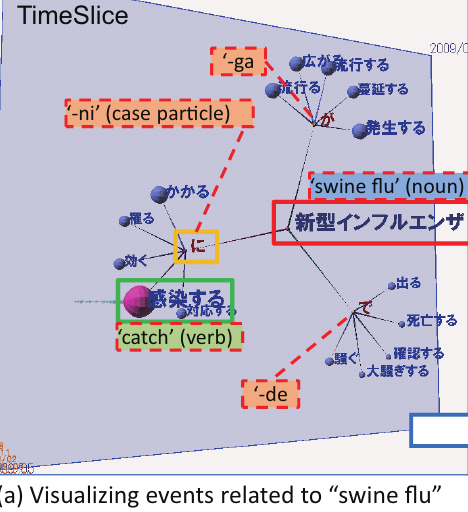 TimeSlice
2009/0
'-ga
広がる
流行する
流行る
蔓延する
が
発生する
'-ni' (case particle)
'swine flu' (noun)
かかる
罹る
に
新型インフルエンザ
効く
感染する
対応する
'catch' (verb)
で
出る
死亡する
確認する
騒ぐ
大騒ぎする
'-de
(a) Visualizing events related to "swine flu"